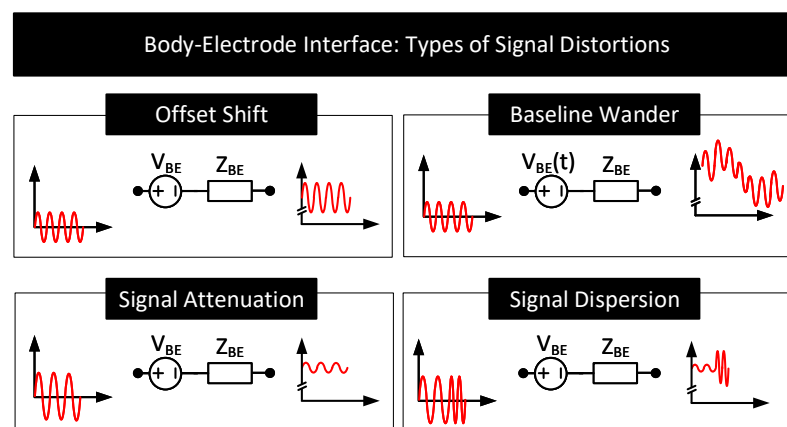 Body-Electrode Interface: Types of Signal Distortions
Offset Shift
Baseline Wander
VBE ZBE
VBE(t) ZBE
Signal Attenuation
Signal Dispersion
VBE ZBE
VBE ZBE